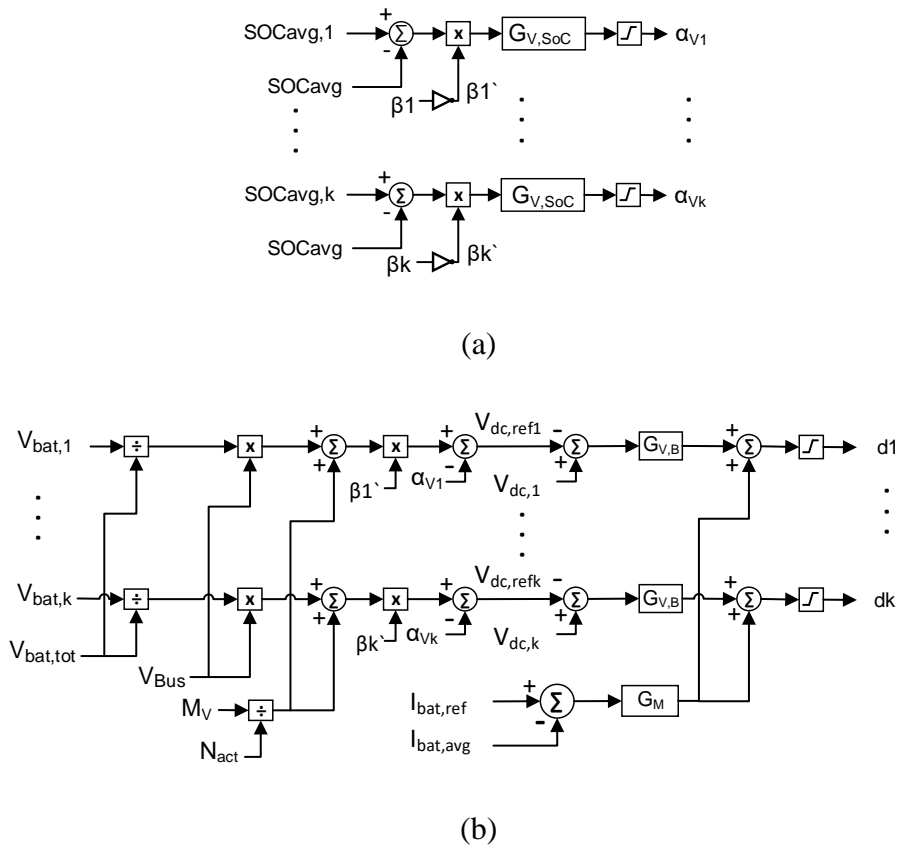 SOCavg,1 + Σ - x G_V,SoC α_V1
SOCavg β1 β1`
SOCavg,k + Σ - x G_V,SoC α_Vk
SOCavg βk βk`
(a)
V_bat,1 ÷ x + Σ + x + Σ - V_dc,ref1 - Σ + G_V,B + Σ + d1
β1` α_V1 V_dc,1
V_bat,k ÷ x + Σ + x + Σ - V_dc,refk - Σ + G_V,B + Σ + dk
βk` α_Vk V_dc,k
V_bat,tot
V_Bus
M_V ÷
N_act
I_bat,ref + Σ - G_M
I_bat,avg
(b)